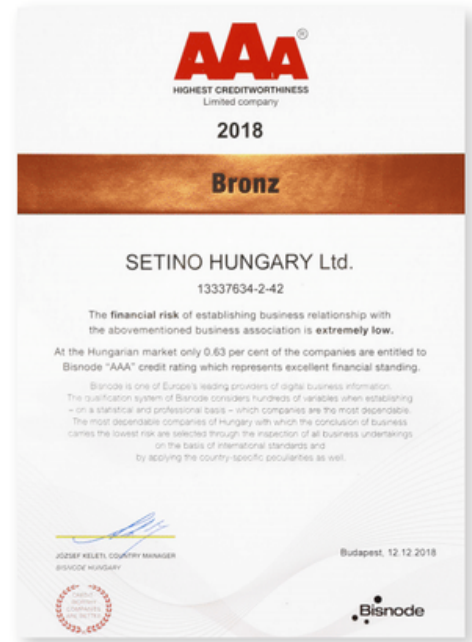 AAA®
HIGHEST CREDITWORTHINESS
Limited company
2018
Bronz
SETINO HUNGARY Ltd.
13337634-2-42
The financial risk of establishing business relationship with
the abovementioned business association is extremely low.
At the Hungarian market only 0.63 per cent of the companies are entitled to
Bisnode "AAA" credit rating which represents excellent financial standing.
Bisnode is one of Europe's leading providers of digital business information.
The qualification system of Bisnode considers hundreds of variables when establishing
– on a statistical and professional basis – which companies are the most dependable.
The most dependable companies of Hungary with which the conclusion of business
carries the lowest risk are selected through the inspection of all business undertakings
on the basis of international standards and
by applying the country-specific peculiarities as well.
JÓZSEF KELETI, COUNTRY MANAGER
BISNODE HUNGARY
Budapest, 12.12.2018
CREDIT
WORTHY
COMPANIES
Bisnode